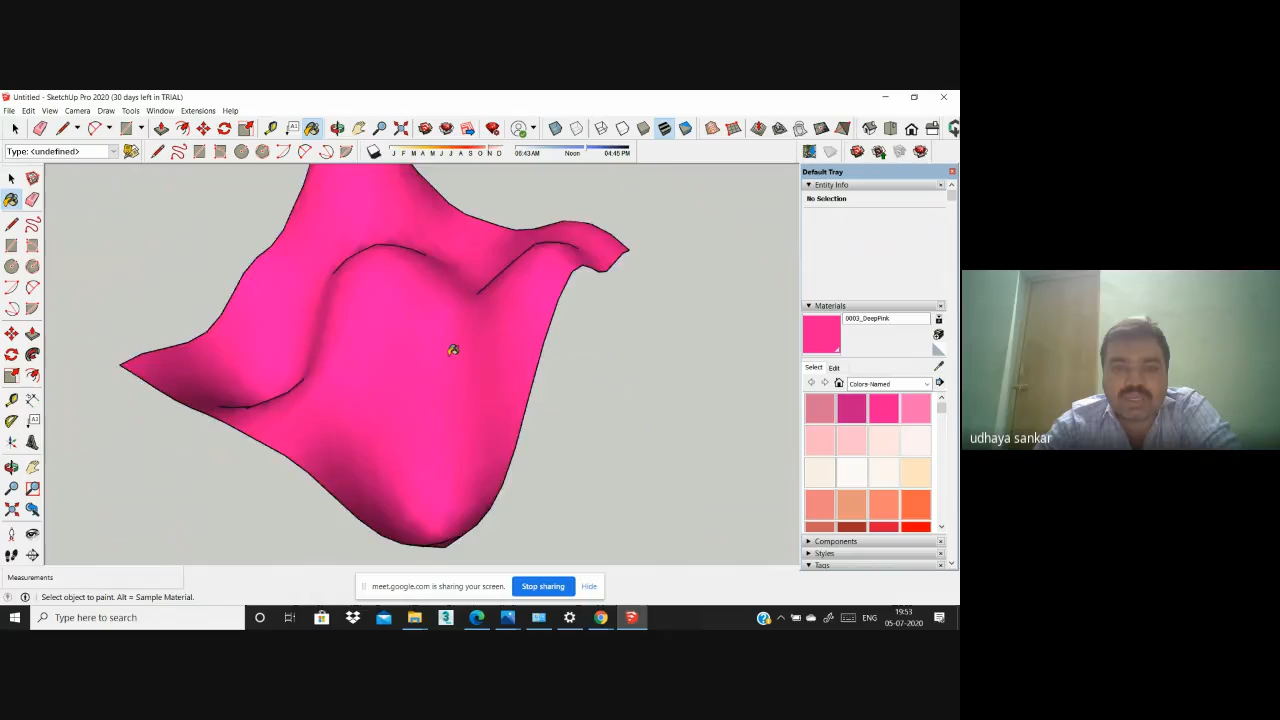 Untitled - SketchUp Pro 2020 (30 days left in TRIAL)
File Edit View Camera Draw Tools Window Extensions Help
Type: <undefined>
J F M A M J J A S O N D
06:43 AM Noon 04:45 PM
Default Tray
Entity Info
No Selection
Materials
0003_DeepPink
Select Edit
Colors-Named
udhaya sankar
Components
Styles
Tags
Measurements
meet.google.com is sharing your screen. Stop sharing Hide
Select object to paint. Alt = Sample Material.
Type here to search
ENG
19:53
05-07-2020